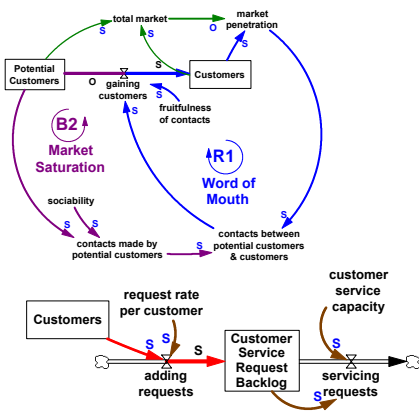 total market
market
penetration
S
S
O
S
Potential
Customers
S
O
gaining
customers
S
Customers
S
S
fruitfulness
of contacts
B2
Market
Saturation
R1
Word of
Mouth
sociability
S
S
S
contacts made by
potential customers
S
S
contacts between
potential customers
& customers
request rate
per customer
customer
service
capacity
Customers
S
S
S
adding
requests
Customer
Service
Request
Backlog
S
S
servicing
requests